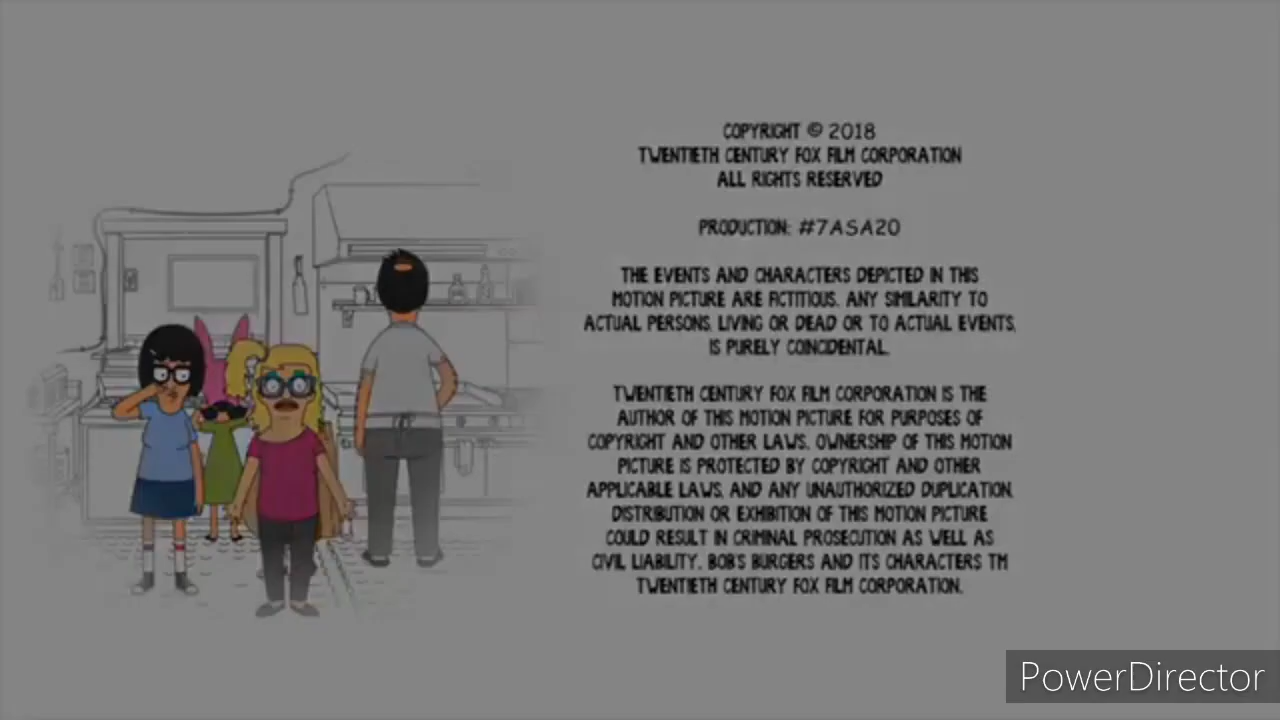 COPYRIGHT © 2018
TWENTIETH CENTURY FOX FILM CORPORATION
ALL RIGHTS RESERVED
PRODUCTION: #7ASA20
THE EVENTS AND CHARACTERS DEPICTED IN THIS
MOTION PICTURE ARE FICTITIOUS. ANY SIMILARITY TO
ACTUAL PERSONS, LIVING OR DEAD OR TO ACTUAL EVENTS,
IS PURELY COINCIDENTAL.
TWENTIETH CENTURY FOX FILM CORPORATION IS THE
AUTHOR OF THIS MOTION PICTURE FOR PURPOSES OF
COPYRIGHT AND OTHER LAWS. OWNERSHIP OF THIS MOTION
PICTURE IS PROTECTED BY COPYRIGHT AND OTHER
APPLICABLE LAWS, AND ANY UNAUTHORIZED DUPLICATION,
DISTRIBUTION OR EXHIBITION OF THIS MOTION PICTURE
COULD RESULT IN CRIMINAL PROSECUTION AS WELL AS
CIVIL LIABILITY. BOB'S BURGERS AND ITS CHARACTERS TM
TWENTIETH CENTURY FOX FILM CORPORATION.
PowerDirector